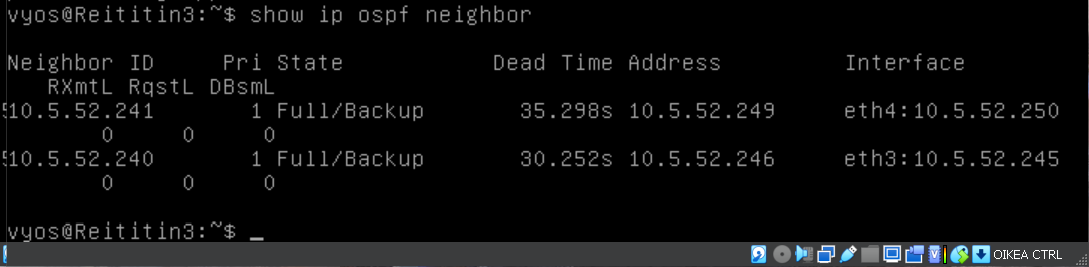 vyos@Reititin3:~$ show ip ospf neighbor
Neighbor ID Pri State Dead Time Address Interface
RXmtL RqstL DBsmL
10.5.52.241 1 Full/Backup 35.298s 10.5.52.249 eth4:10.5.52.250
0 0 0
10.5.52.240 1 Full/Backup 30.252s 10.5.52.246 eth3:10.5.52.245
0 0 0
vyos@Reititin3:~$ _
OIKEA CTRL